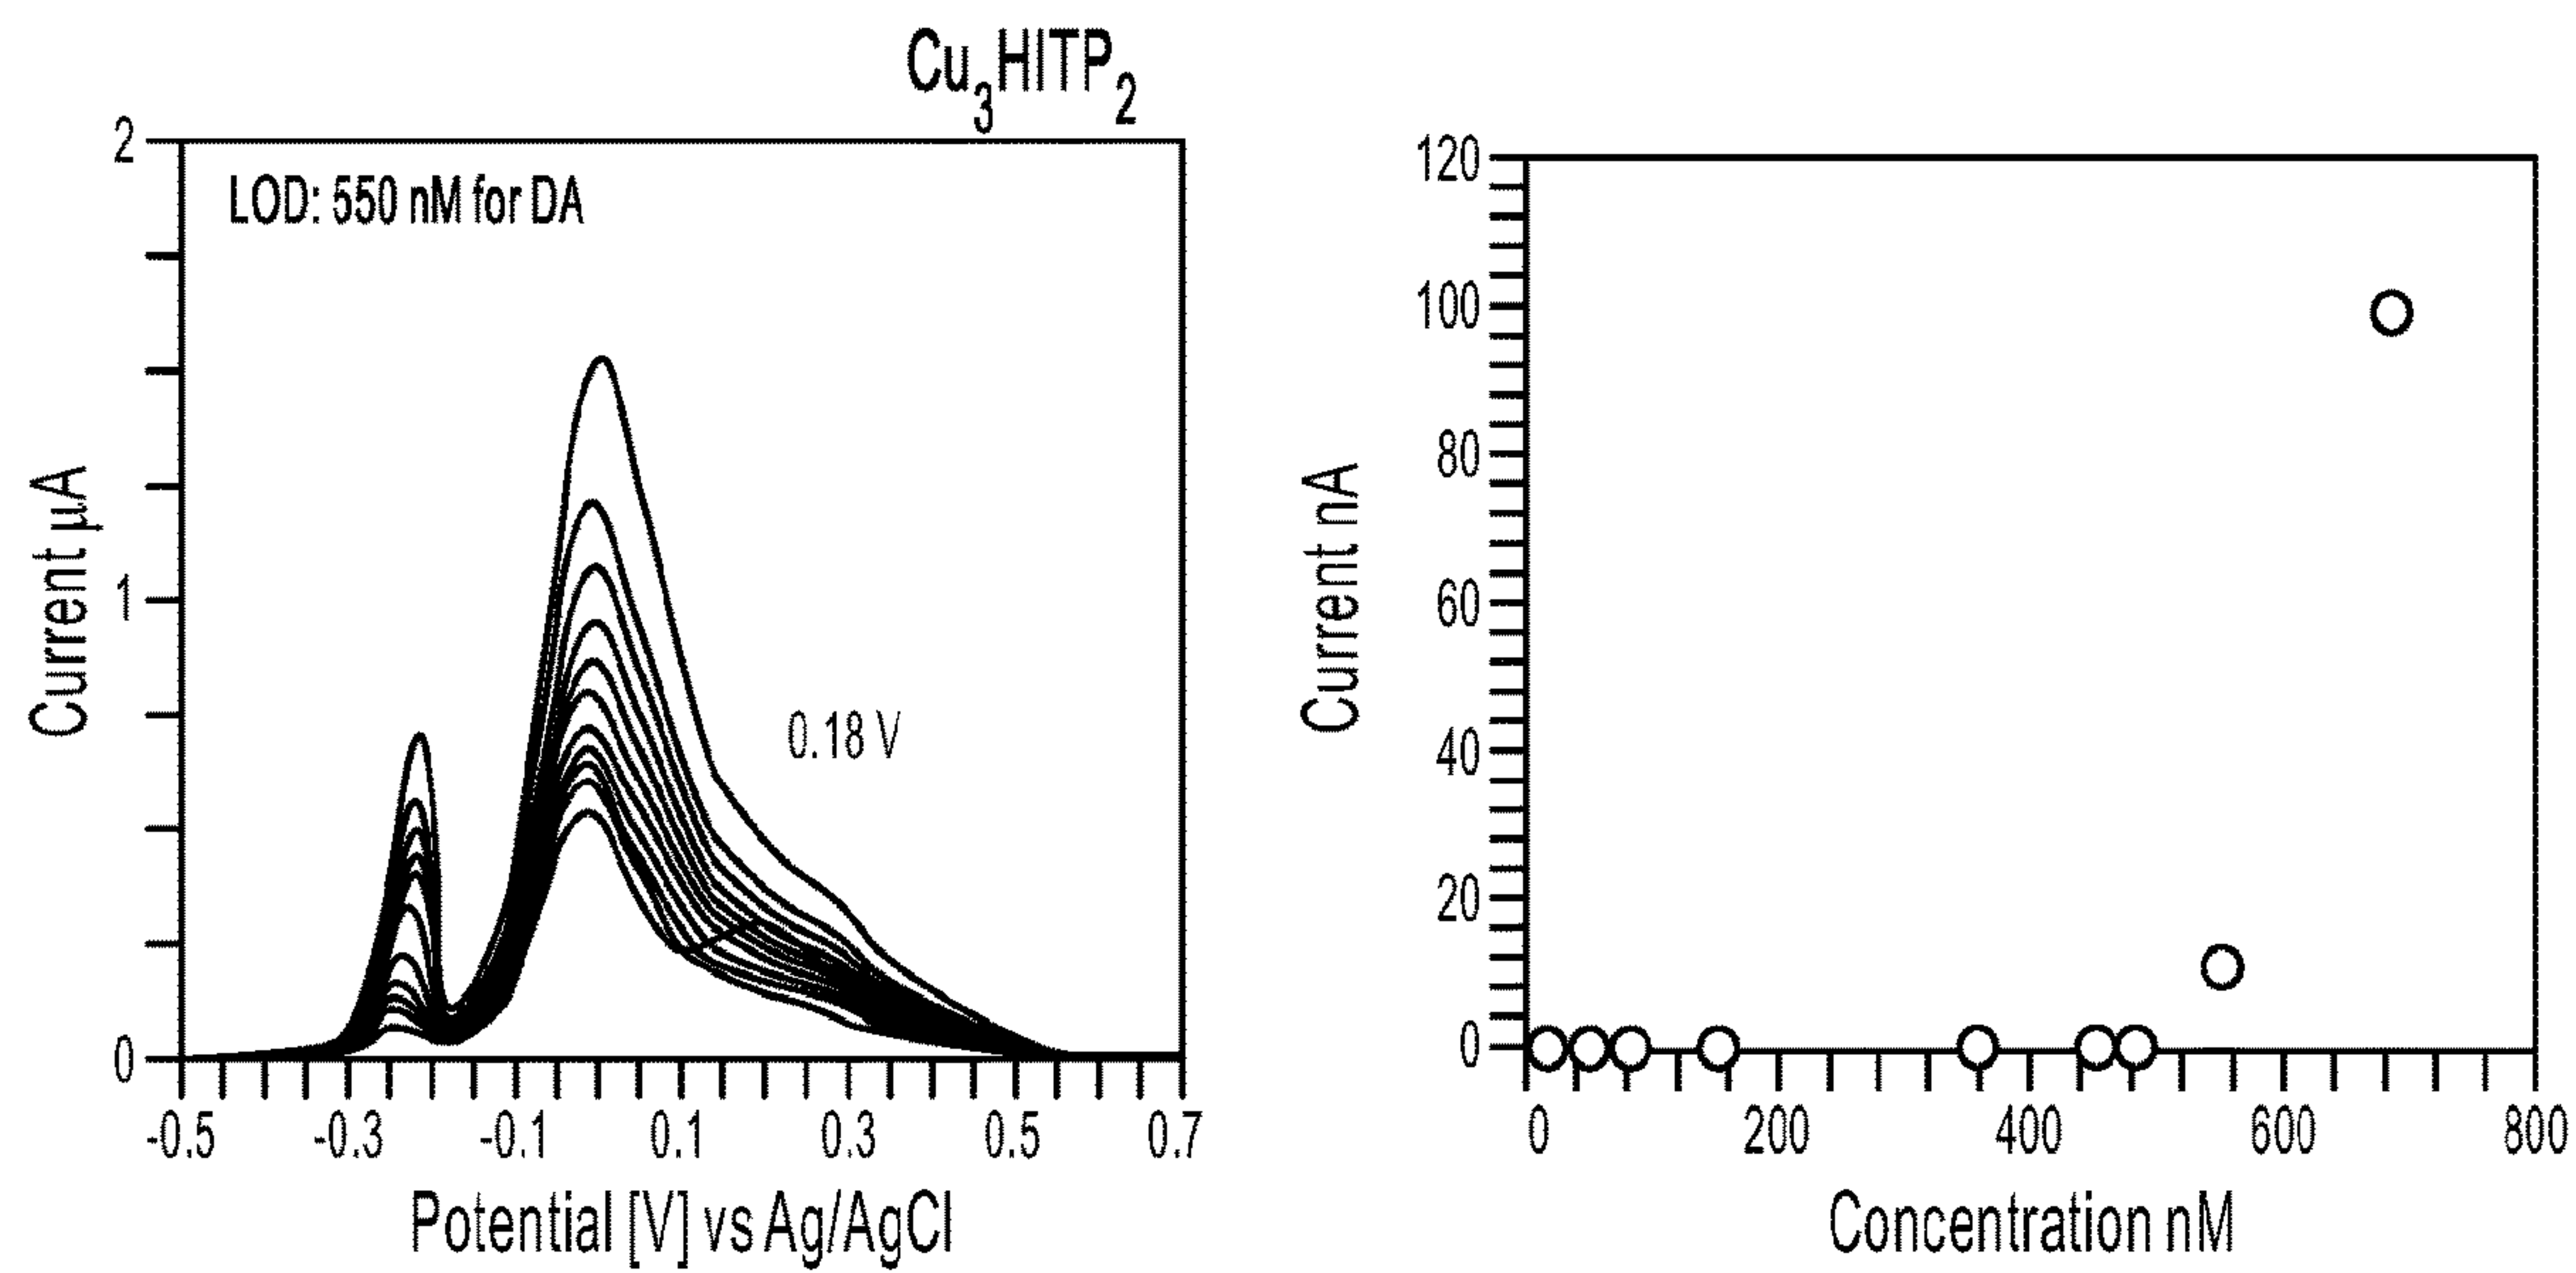 Cu₃HITP₂
2
LOD: 550 nM for DA
Current µA
1
0.18 V
0
-0.5 -0.3 -0.1 0.1 0.3 0.5 0.7
Potential [V] vs Ag/AgCl
120
100
80
Current nA
60
40
20
0
0 200 400 600 800
Concentration nM